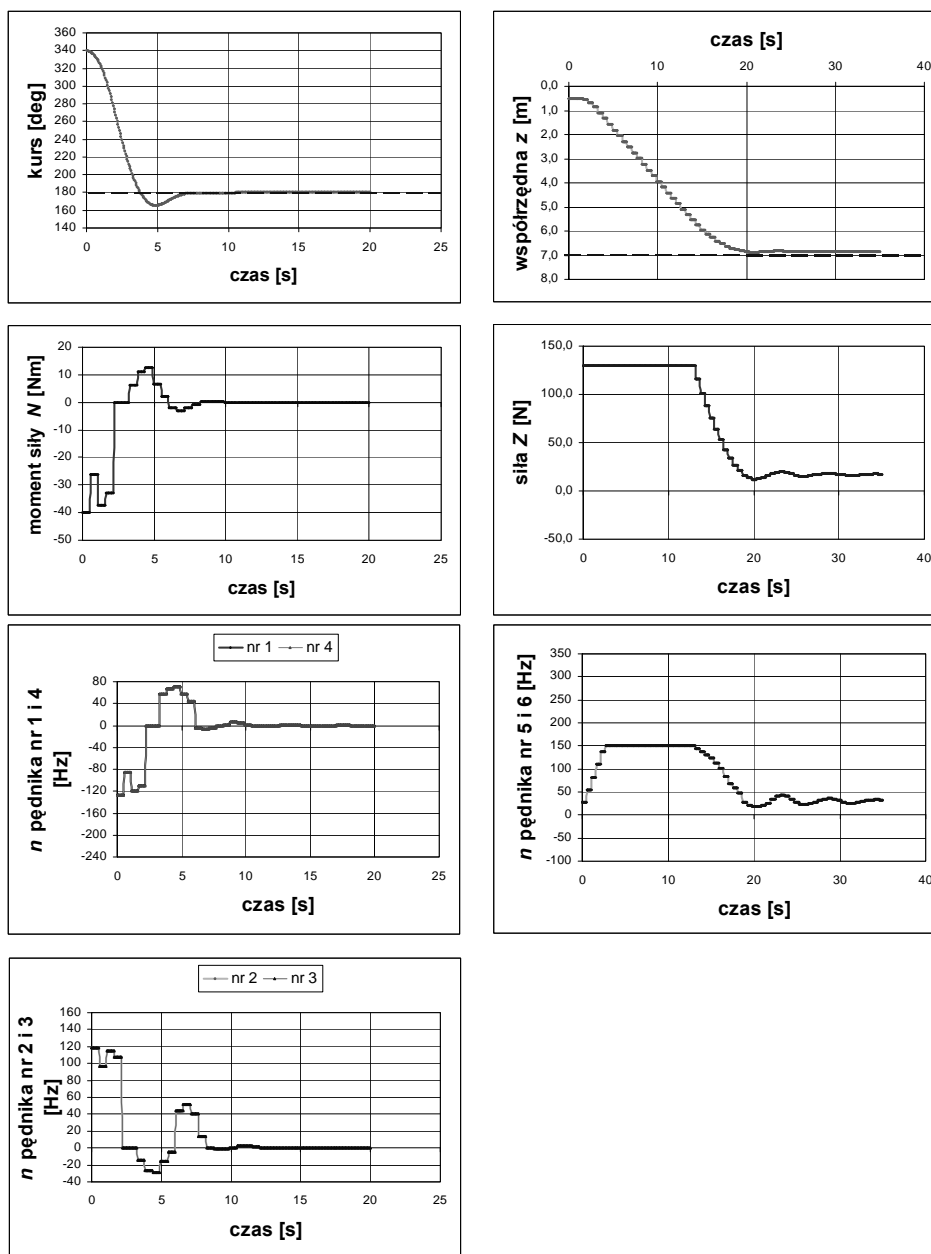 kurs [deg]
360
340
320
300
280
260
240
220
200
180
160
140
0 5 10 15 20 25
czas [s]
czas [s]
0 10 20 30 40
współrzędna z [m]
0,0
1,0
2,0
3,0
4,0
5,0
6,0
7,0
8,0
moment siły N [Nm]
20
10
0
-10
-20
-30
-40
-50
0 5 10 15 20 25
czas [s]
siła Z [N]
150,0
100,0
50,0
0,0
-50,0
0 10 20 30 40
czas [s]
nr 1 nr 4
n pędnika nr 1 i 4
[Hz]
80
40
0
-40
-80
-120
-160
-200
-240
0 5 10 15 20 25
czas [s]
n pędnika nr 5 i 6 [Hz]
350
300
250
200
150
100
50
0
-50
-100
0 10 20 30 40
czas [s]
nr 2 nr 3
n pędnika nr 2 i 3
[Hz]
160
140
120
100
80
60
40
20
0
-20
-40
0 5 10 15 20 25
czas [s]